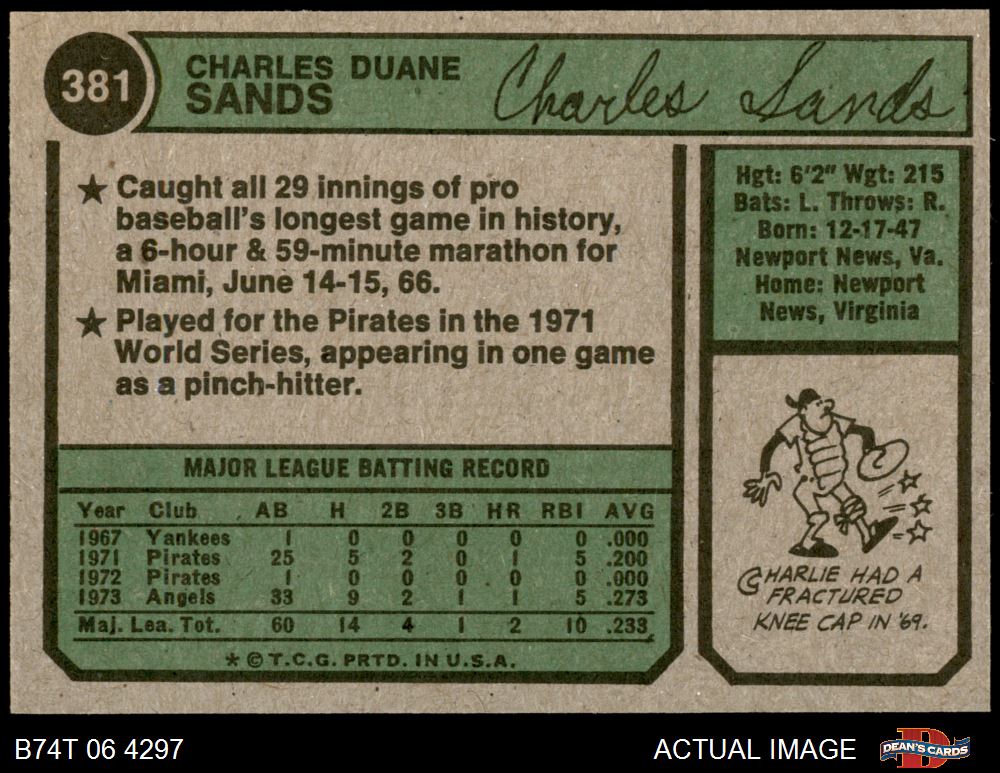 381
CHARLES DUANE
SANDS
Charles Sands
★ Caught all 29 innings of pro
baseball's longest game in history,
a 6-hour & 59-minute marathon for
Miami, June 14-15, 66.
★ Played for the Pirates in the 1971
World Series, appearing in one game
as a pinch-hitter.
Hgt: 6'2" Wgt: 215
Bats: L. Throws: R.
Born: 12-17-47
Newport News, Va.
Home: Newport
News, Virginia
MAJOR LEAGUE BATTING RECORD
Year Club AB H 2B 3B HR RBI AVG
1967 Yankees 1 0 0 0 0 0 .000
1971 Pirates 25 5 2 0 1 5 .200
1972 Pirates 1 0 0 0 0 0 .000
1973 Angels 33 9 2 1 1 5 .273
Maj. Lea. Tot. 60 14 4 1 2 10 .233
* © T.C.G. PRTD. IN U.S.A.
CHARLIE HAD A
FRACTURED
KNEE CAP IN '69.
B74T 06 4297
ACTUAL IMAGE
DEAN'S CARDS